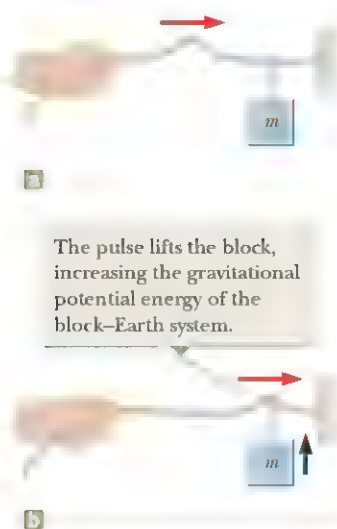 m
a
The pulse lifts the block,
increasing the gravitational
potential energy of the
block–Earth system.
m
b